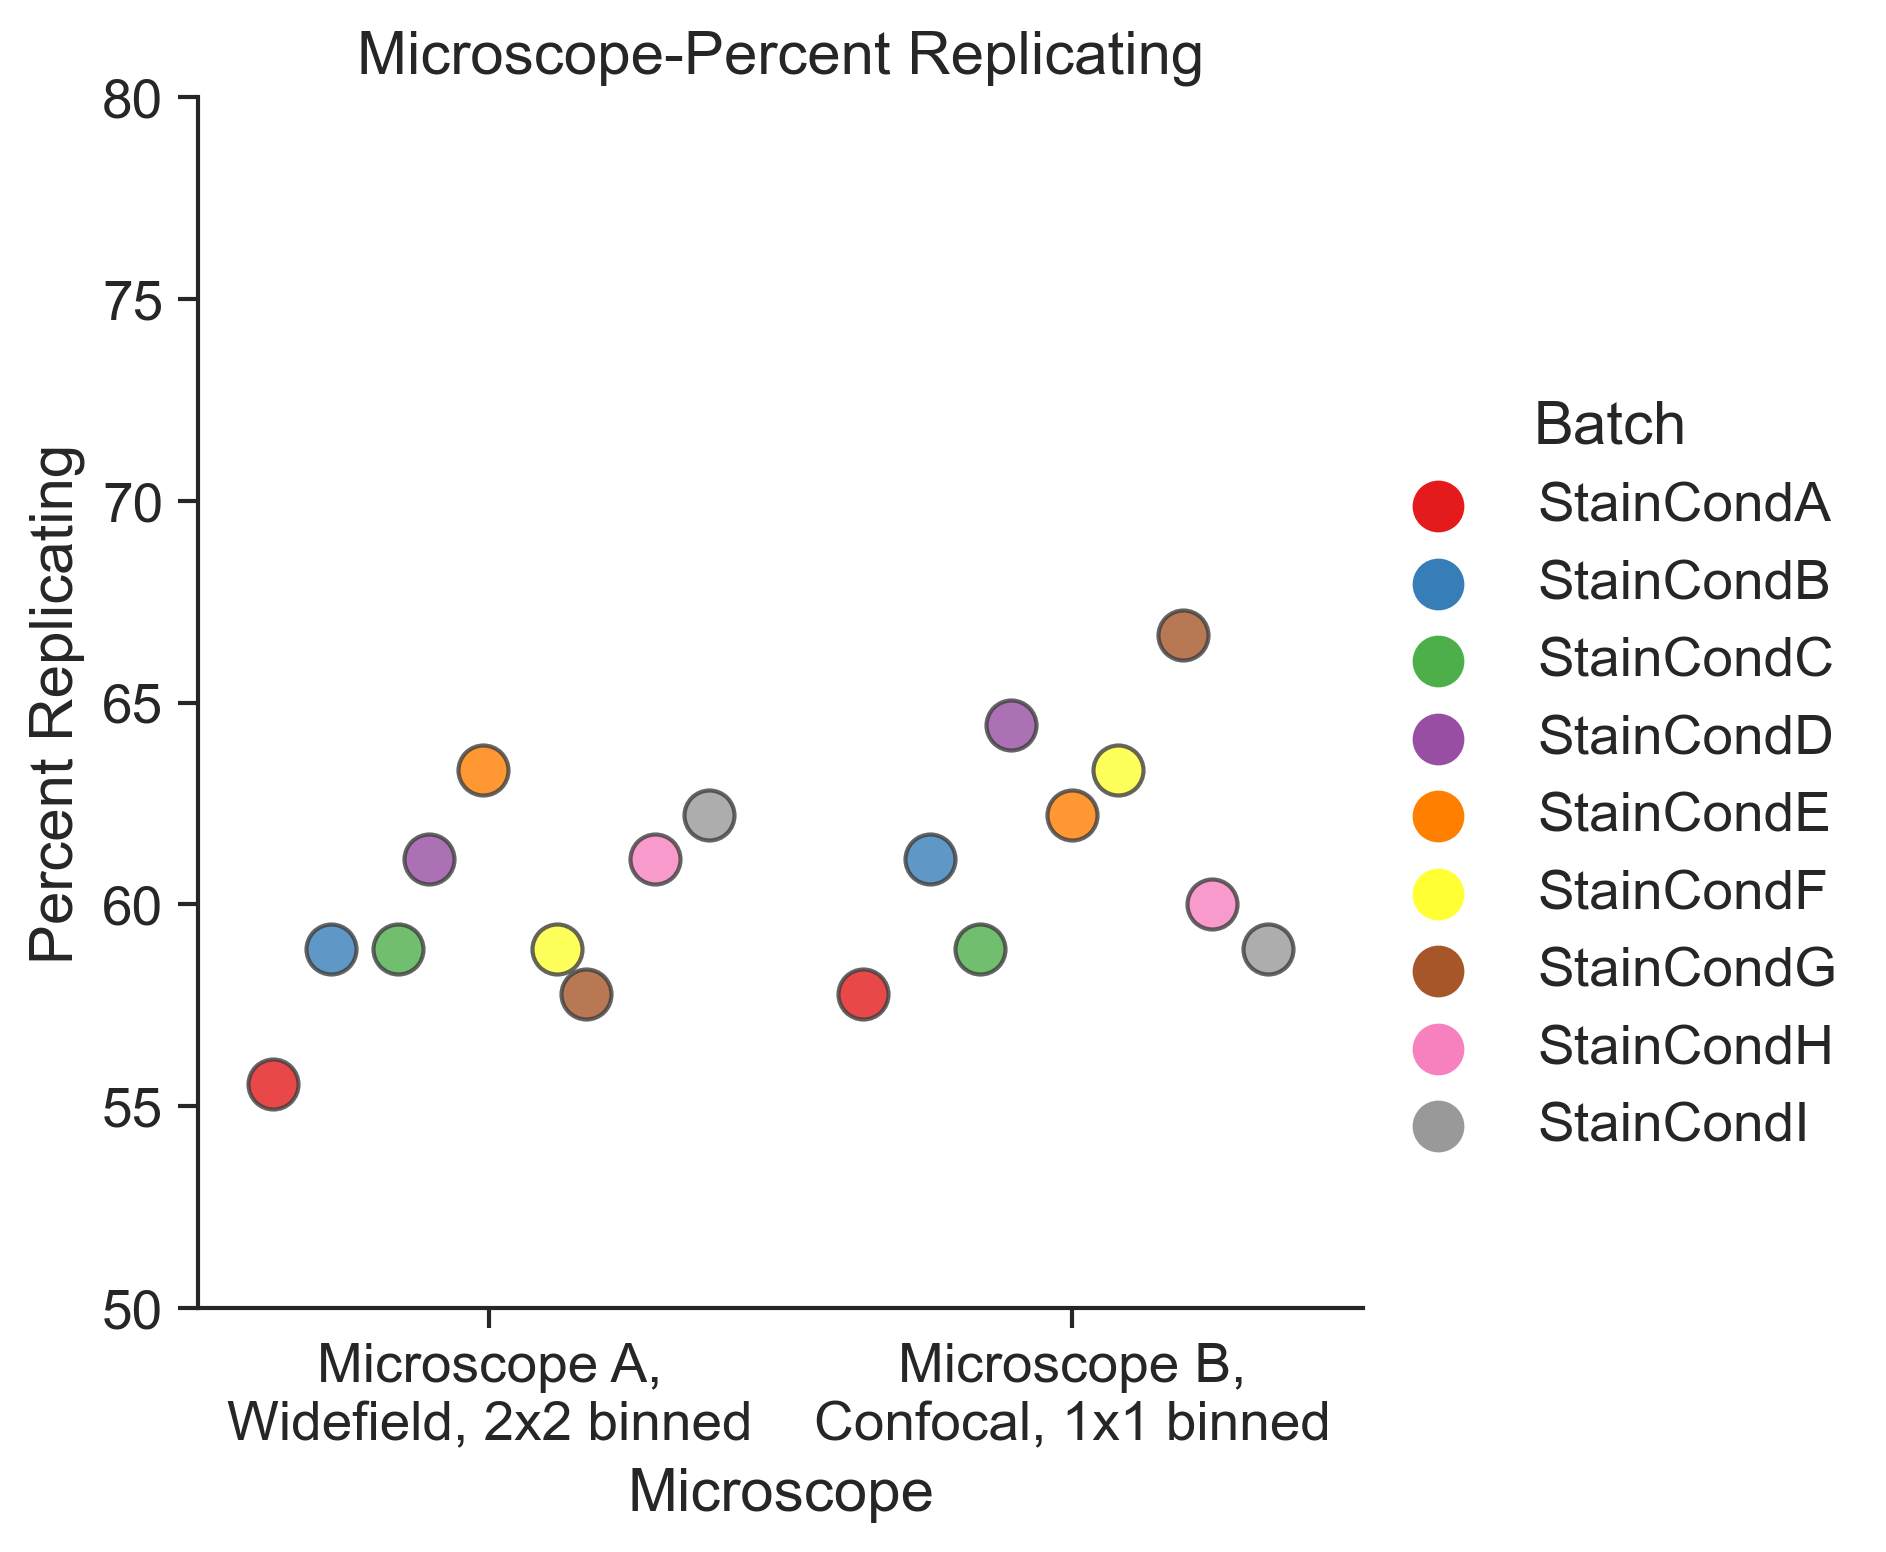 Microscope-Percent Replicating
80
75
70
65
60
55
50
Percent Replicating
Microscope A,
Widefield, 2x2 binned
Microscope B,
Confocal, 1x1 binned
Microscope
Batch
StainCondA
StainCondB
StainCondC
StainCondD
StainCondE
StainCondF
StainCondG
StainCondH
StainCondI